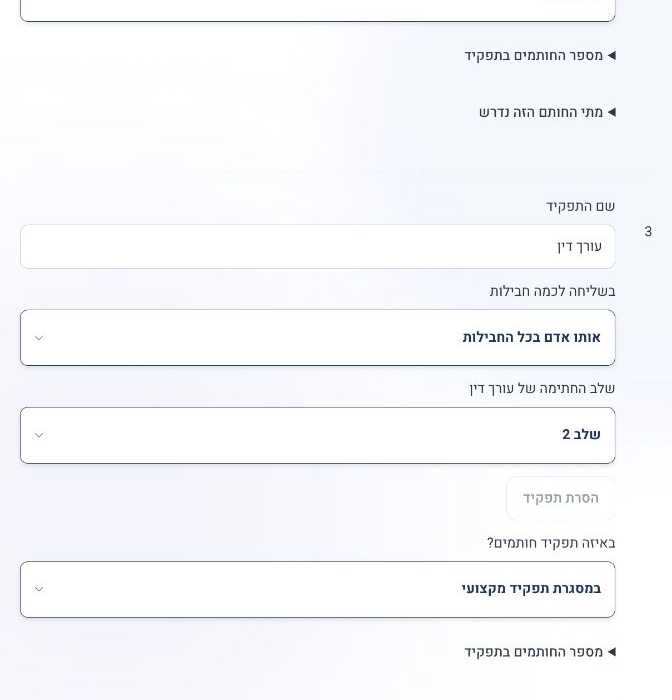 מספר החותמים בתפקיד
מתי החותם הזה נדרש
3
שם התפקיד
עורך דין
בשליחה לכמה חבילות
אותו אדם בכל החבילות
שלב החתימה של עורך דין
שלב 2
הסרת תפקיד
באיזה תפקיד חותמים?
במסגרת תפקיד מקצועי
מספר החותמים בתפקיד